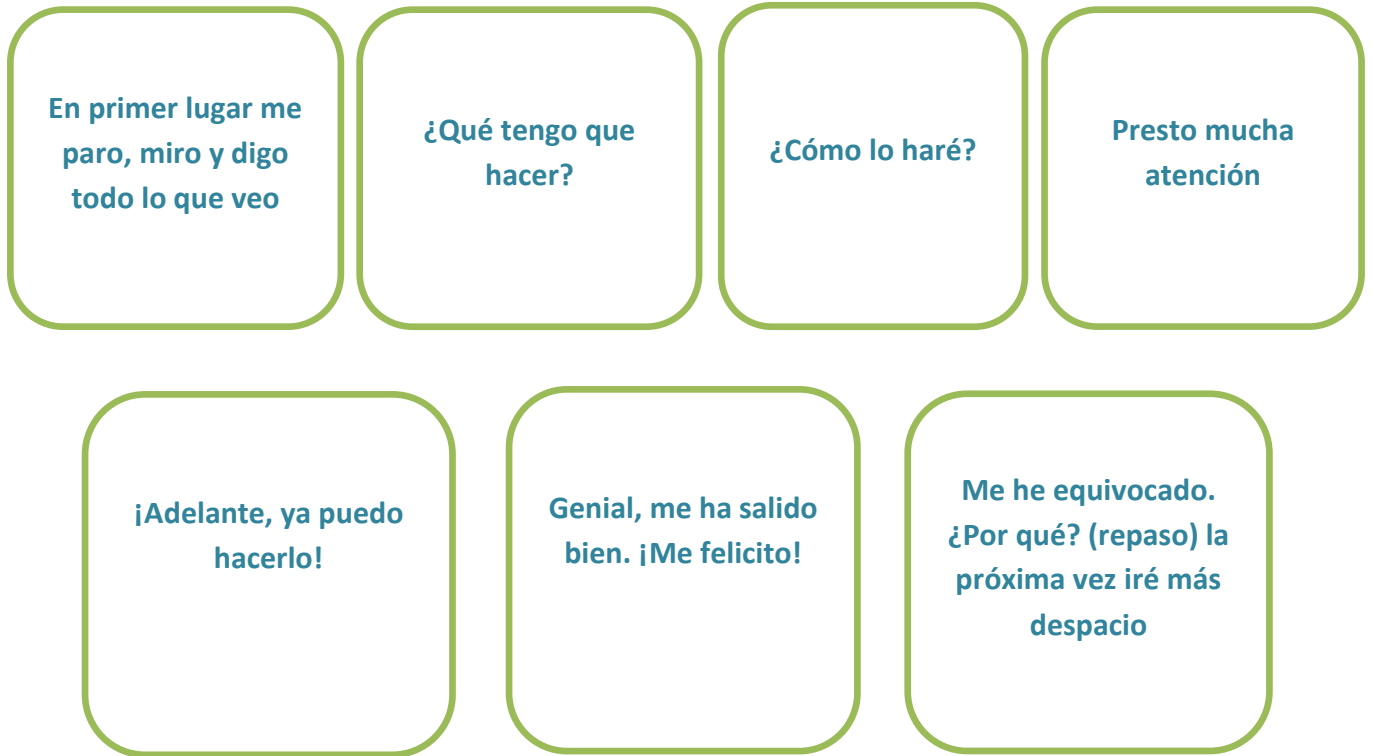 En primer lugar me
paro, miro y digo
todo lo que veo
¿Qué tengo que
hacer?
¿Cómo lo haré?
Presto mucha
atención
¡Adelante, ya puedo
hacerlo!
Genial, me ha salido
bien. ¡Me felicito!
Me he equivocado.
¿Por qué? (repaso) la
próxima vez iré más
despacio